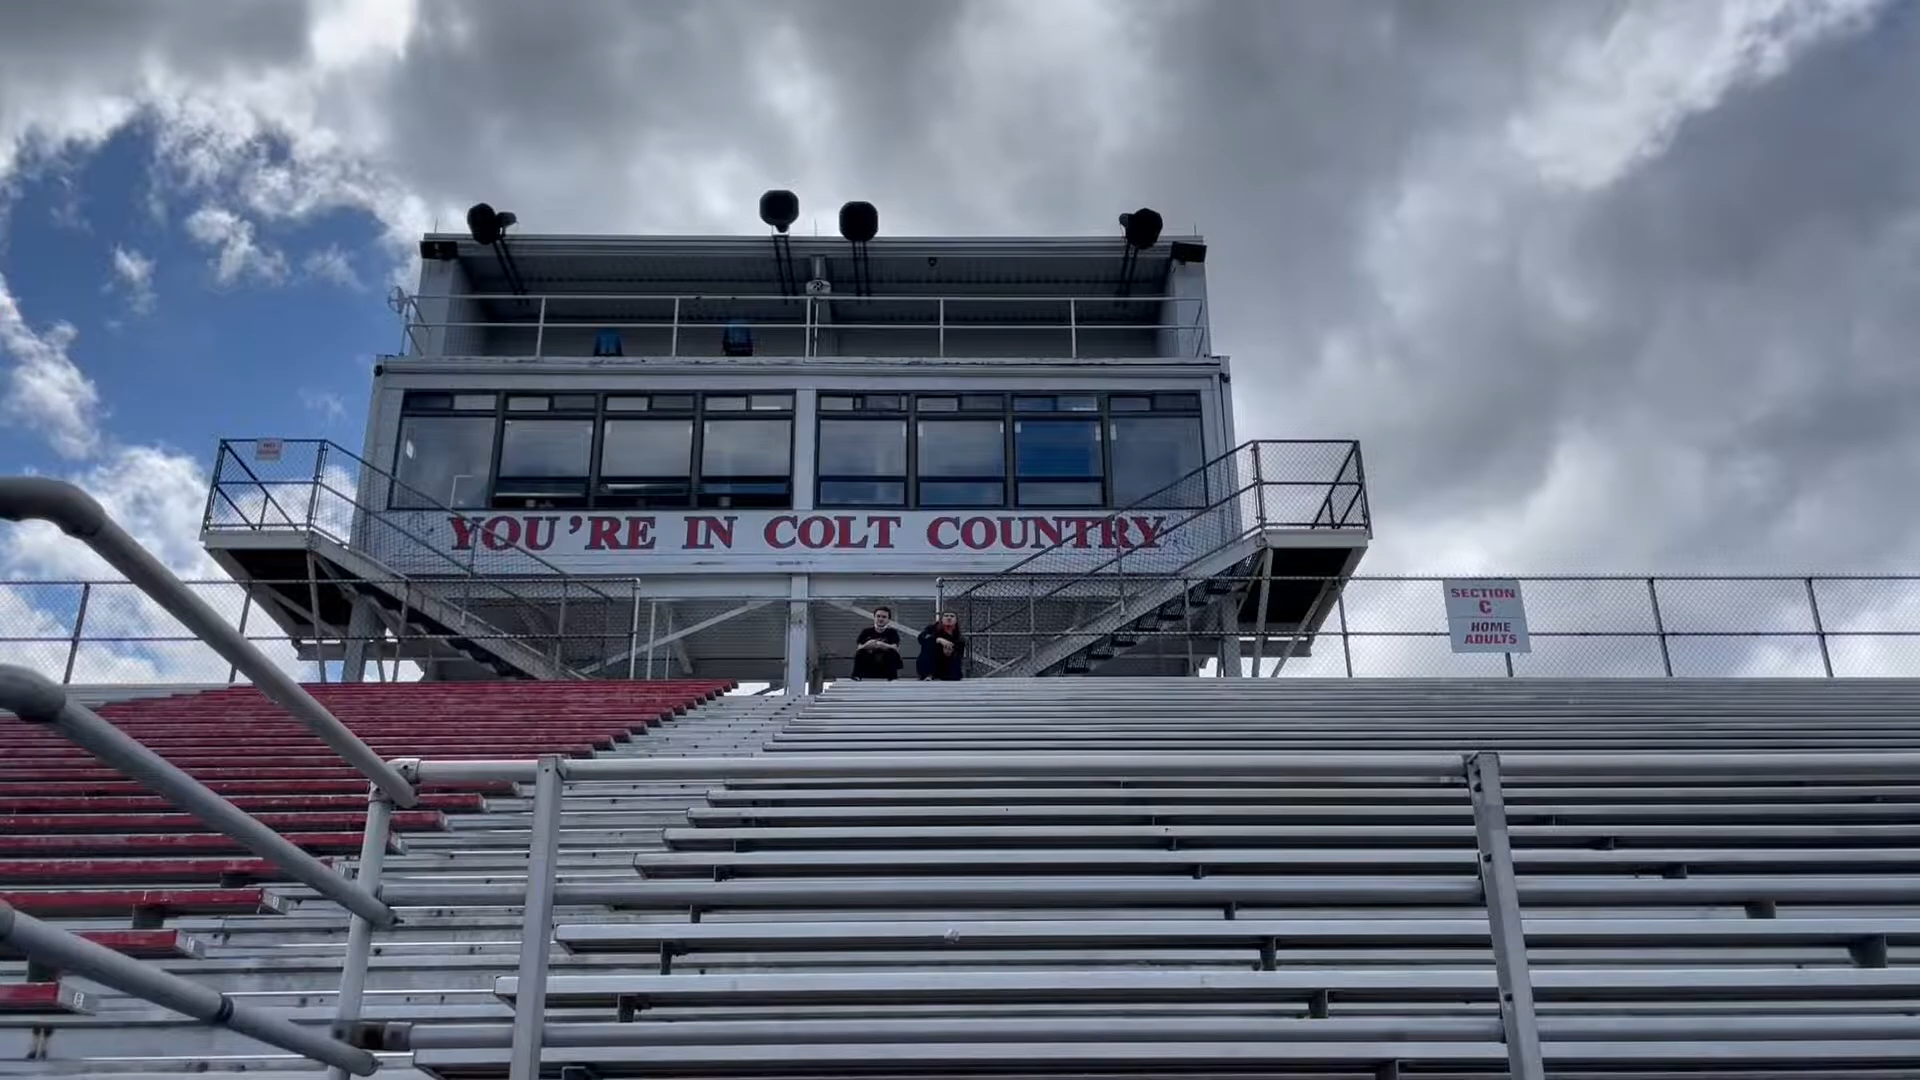 YOU'RE IN COLT COUNTRY
SECTION
C
HOME
ADULTS